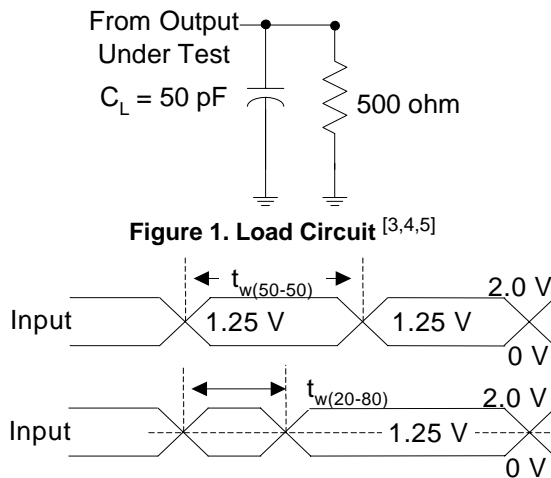 From Output
Under Test
C_L = 50 pF
500 ohm
Figure 1. Load Circuit [3,4,5]
t_w(50-50)
2.0 V
Input
1.25 V
1.25 V
0 V
t_w(20-80)
2.0 V
Input
1.25 V
0 V